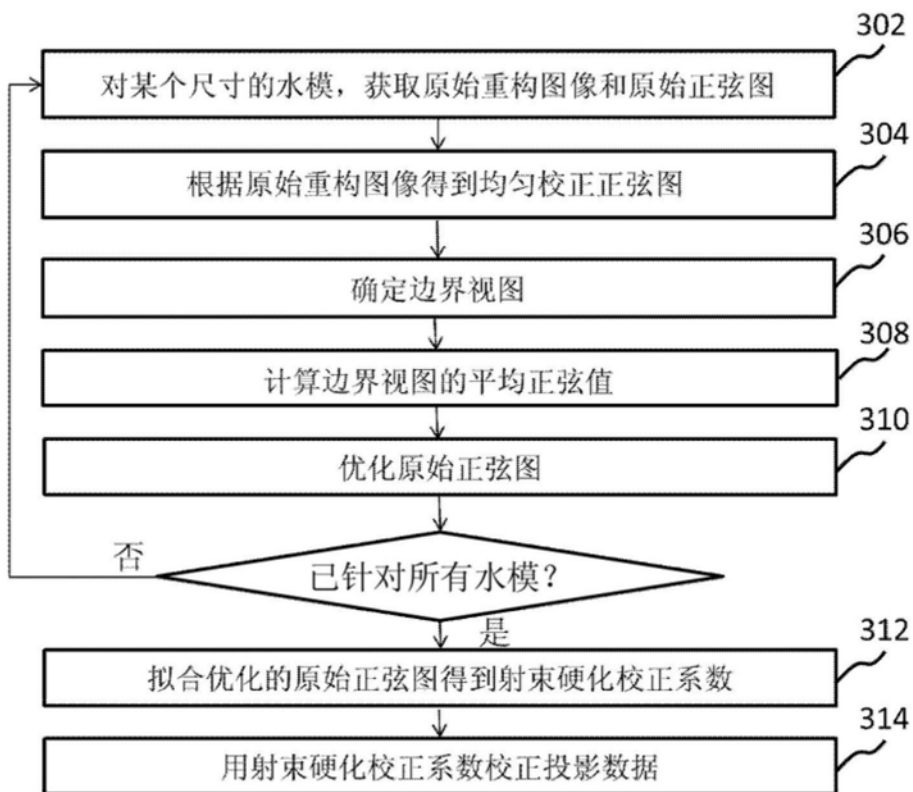 302
对某个尺寸的水模，获取原始重构图像和原始正弦图
304
根据原始重构图像得到均匀校正正弦图
306
确定边界视图
308
计算边界视图的平均正弦值
310
优化原始正弦图
否
已针对所有水模？
是
312
拟合优化的原始正弦图得到射束硬化校正系数
314
用射束硬化校正系数校正投影数据